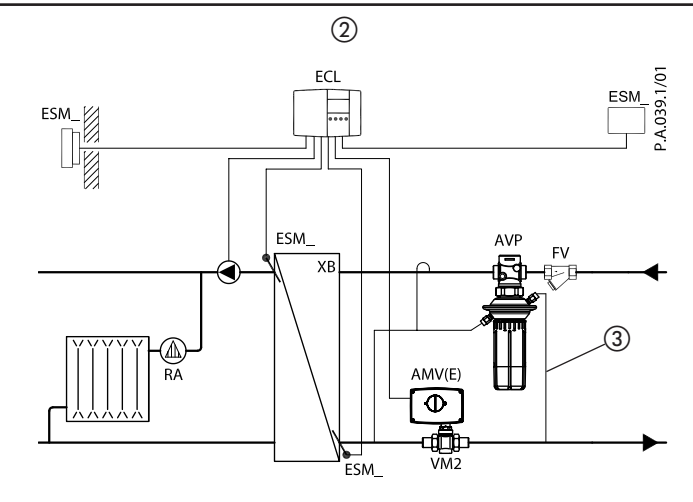 ②
ECL
ESM_
ESM_
P.A.039.1/01
ESM_
XB
AVP
FV
③
RA
AMV(E)
VM2
ESM_